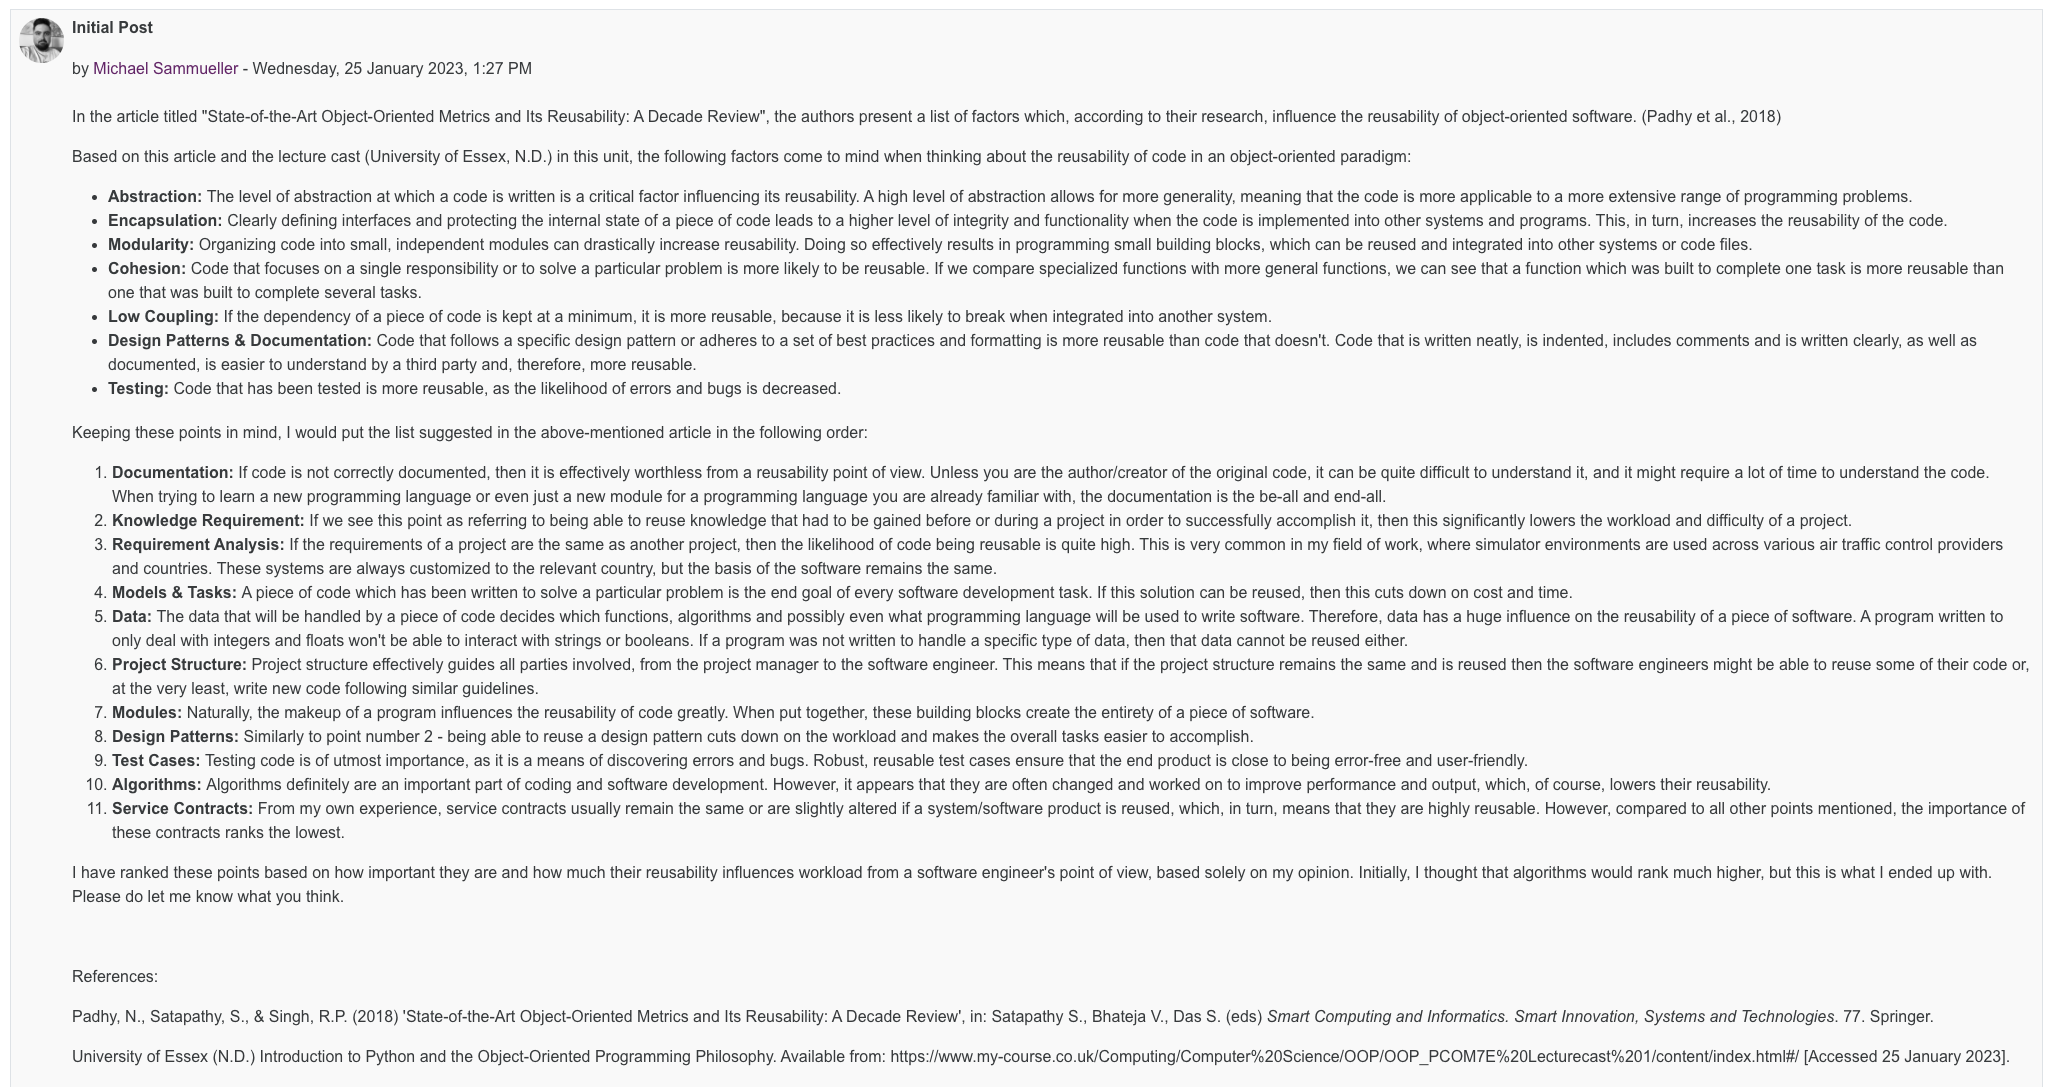 Initial Post
by Michael Sammueller - Wednesday, 25 January 2023, 1:27 PM
In the article titled "State-of-the-Art Object-Oriented Metrics and Its Reusability: A Decade Review", the authors present a list of factors which, according to their research, influence the reusability of object-oriented software. (Padhy et al., 2018)
Based on this article and the lecture cast (University of Essex, N.D.) in this unit, the following factors come to mind when thinking about the reusability of code in an object-oriented paradigm:
• Abstraction: The level of abstraction at which a code is written is a critical factor influencing its reusability. A high level of abstraction allows for more generality, meaning that the code is more applicable to a more extensive range of programming problems.
• Encapsulation: Clearly defining interfaces and protecting the internal state of a piece of code leads to a higher level of integrity and functionality when the code is implemented into other systems and programs. This, in turn, increases the reusability of the code.
• Modularity: Organizing code into small, independent modules can drastically increase reusability. Doing so effectively results in programming small building blocks, which can be reused and integrated into other systems or code files.
• Cohesion: Code that focuses on a single responsibility or to solve a particular problem is more likely to be reusable. If we compare specialized functions with more general functions, we can see that a function which was built to complete one task is more reusable than
one that was built to complete several tasks.
• Low Coupling: If the dependency of a piece of code is kept at a minimum, it is more reusable, because it is less likely to break when integrated into another system.
• Design Patterns & Documentation: Code that follows a specific design pattern or adheres to a set of best practices and formatting is more reusable than code that doesn't. Code that is written neatly, is indented, includes comments and is written clearly, as well as
documented, is easier to understand by a third party and, therefore, more reusable.
• Testing: Code that has been tested is more reusable, as the likelihood of errors and bugs is decreased.
Keeping these points in mind, I would put the list suggested in the above-mentioned article in the following order:
1. Documentation: If code is not correctly documented, then it is effectively worthless from a reusability point of view. Unless you are the author/creator of the original code, it can be quite difficult to understand it, and it might require a lot of time to understand the code.
When trying to learn a new programming language or even just a new module for a programming language you are already familiar with, the documentation is the be-all and end-all.
2. Knowledge Requirement: If we see this point as referring to being able to reuse knowledge that had to be gained before or during a project in order to successfully accomplish it, then this significantly lowers the workload and difficulty of a project.
3. Requirement Analysis: If the requirements of a project are the same as another project, then the likelihood of code being reusable is quite high. This is very common in my field of work, where simulator environments are used across various air traffic control providers
and countries. These systems are always customized to the relevant country, but the basis of the software remains the same.
4. Models & Tasks: A piece of code which has been written to solve a particular problem is the end goal of every software development task. If this solution can be reused, then this cuts down on cost and time.
5. Data: The data that will be handled by a piece of code decides which functions, algorithms and possibly even what programming language will be used to write software. Therefore, data has a huge influence on the reusability of a piece of software. A program written to
only deal with integers and floats won't be able to interact with strings or booleans. If a program was not written to handle a specific type of data, then that data cannot be reused either.
6. Project Structure: Project structure effectively guides all parties involved, from the project manager to the software engineer. This means that if the project structure remains the same and is reused then the software engineers might be able to reuse some of their code or,
at the very least, write new code following similar guidelines.
7. Modules: Naturally, the makeup of a program influences the reusability of code greatly. When put together, these building blocks create the entirety of a piece of software.
8. Design Patterns: Similarly to point number 2 - being able to reuse a design pattern cuts down on the workload and makes the overall tasks easier to accomplish.
9. Test Cases: Testing code is of utmost importance, as it is a means of discovering errors and bugs. Robust, reusable test cases ensure that the end product is close to being error-free and user-friendly.
10. Algorithms: Algorithms definitely are an important part of coding and software development. However, it appears that they are often changed and worked on to improve performance and output, which, of course, lowers their reusability.
11. Service Contracts: From my own experience, service contracts usually remain the same or are slightly altered if a system/software product is reused, which, in turn, means that they are highly reusable. However, compared to all other points mentioned, the importance of
these contracts ranks the lowest.
I have ranked these points based on how important they are and how much their reusability influences workload from a software engineer's point of view, based solely on my opinion. Initially, I thought that algorithms would rank much higher, but this is what I ended up with.
Please do let me know what you think.
References:
Padhy, N., Satapathy, S., & Singh, R.P. (2018) 'State-of-the-Art Object-Oriented Metrics and Its Reusability: A Decade Review', in: Satapathy S., Bhateja V., Das S. (eds) Smart Computing and Informatics. Smart Innovation, Systems and Technologies. 77. Springer.
University of Essex (N.D.) Introduction to Python and the Object-Oriented Programming Philosophy. Available from: https://www.my-course.co.uk/Computing/Computer%20Science/OOP/OOP_PCOM7E%20Lecturecast%201/content/index.html#/ [Accessed 25 January 2023].